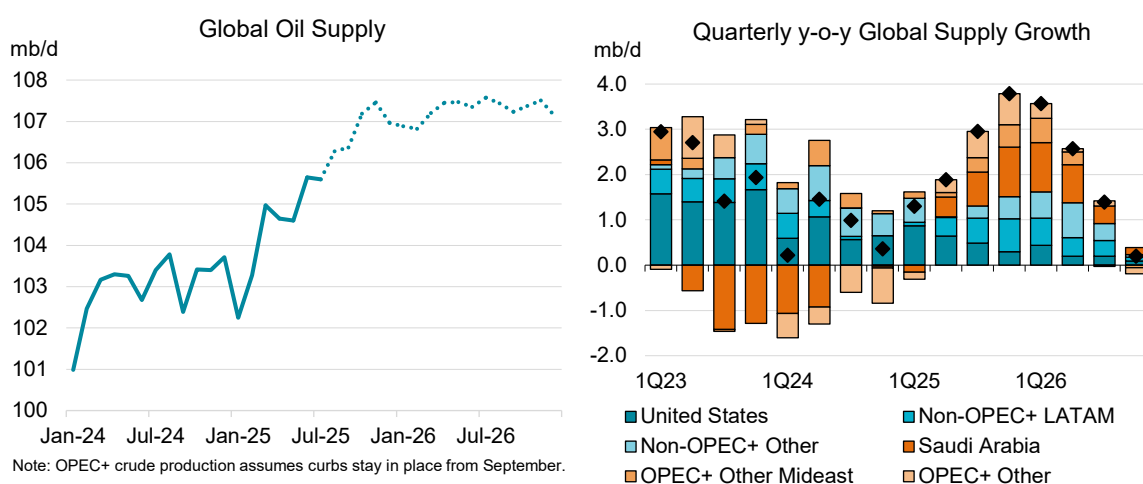 Global Oil Supply
mb/d
108
107
106
105
104
103
102
101
100
Jan-24 Jul-24 Jan-25 Jul-25 Jan-26 Jul-26
Note: OPEC+ crude production assumes curbs stay in place from September.
Quarterly y-o-y Global Supply Growth
mb/d
4.0
3.0
2.0
1.0
0.0
-1.0
-2.0
1Q23 1Q24 1Q25 1Q26
United States Non-OPEC+ LATAM
Non-OPEC+ Other Saudi Arabia
OPEC+ Other Mideast OPEC+ Other